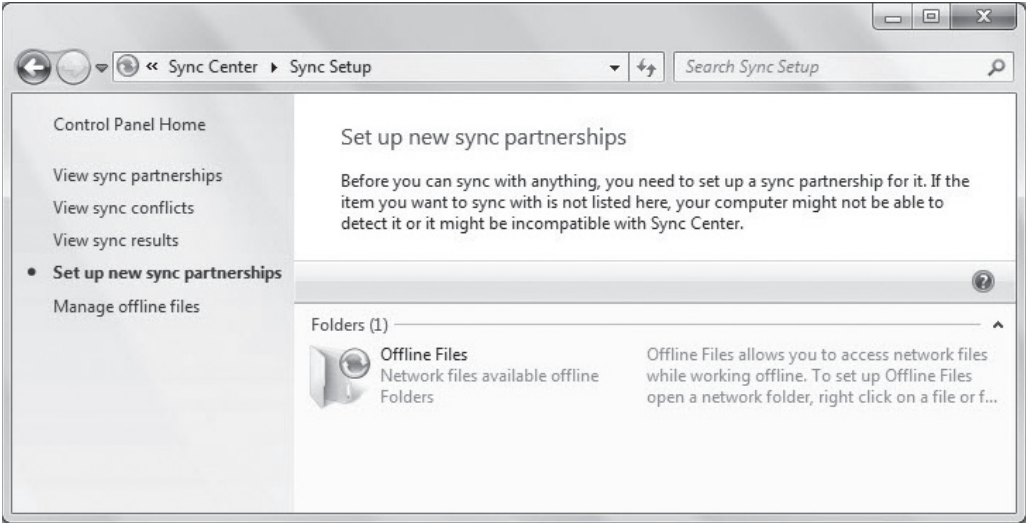 « Sync Center ▸ Sync Setup
Search Sync Setup
Control Panel Home
View sync partnerships
View sync conflicts
View sync results
• Set up new sync partnerships
Manage offline files
Set up new sync partnerships
Before you can sync with anything, you need to set up a sync partnership for it. If the
item you want to sync with is not listed here, your computer might not be able to
detect it or it might be incompatible with Sync Center.
Folders (1)
Offline Files
Network files available offline
Folders
Offline Files allows you to access network files
while working offline. To set up Offline Files
open a network folder, right click on a file or f...